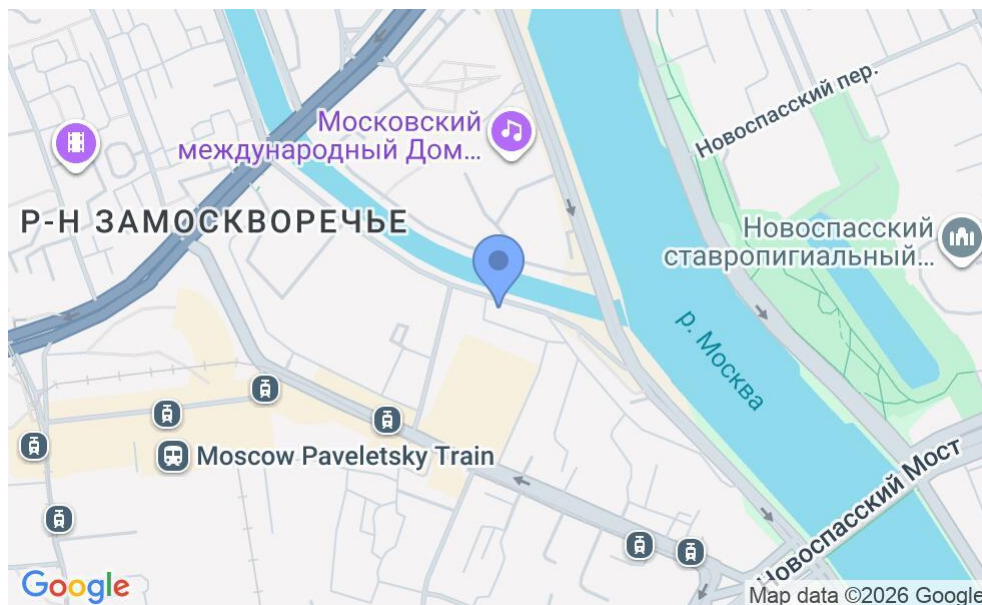 Новоспасский пер.
Московский
международный Дом...
Р-Н ЗАМОСКВОРЕЧЬЕ
Новоспасский
ставропигиальный...
р. Москва
Moscow Paveletsky Train
Новоспасский Мост
Google
Map data ©2026 Google